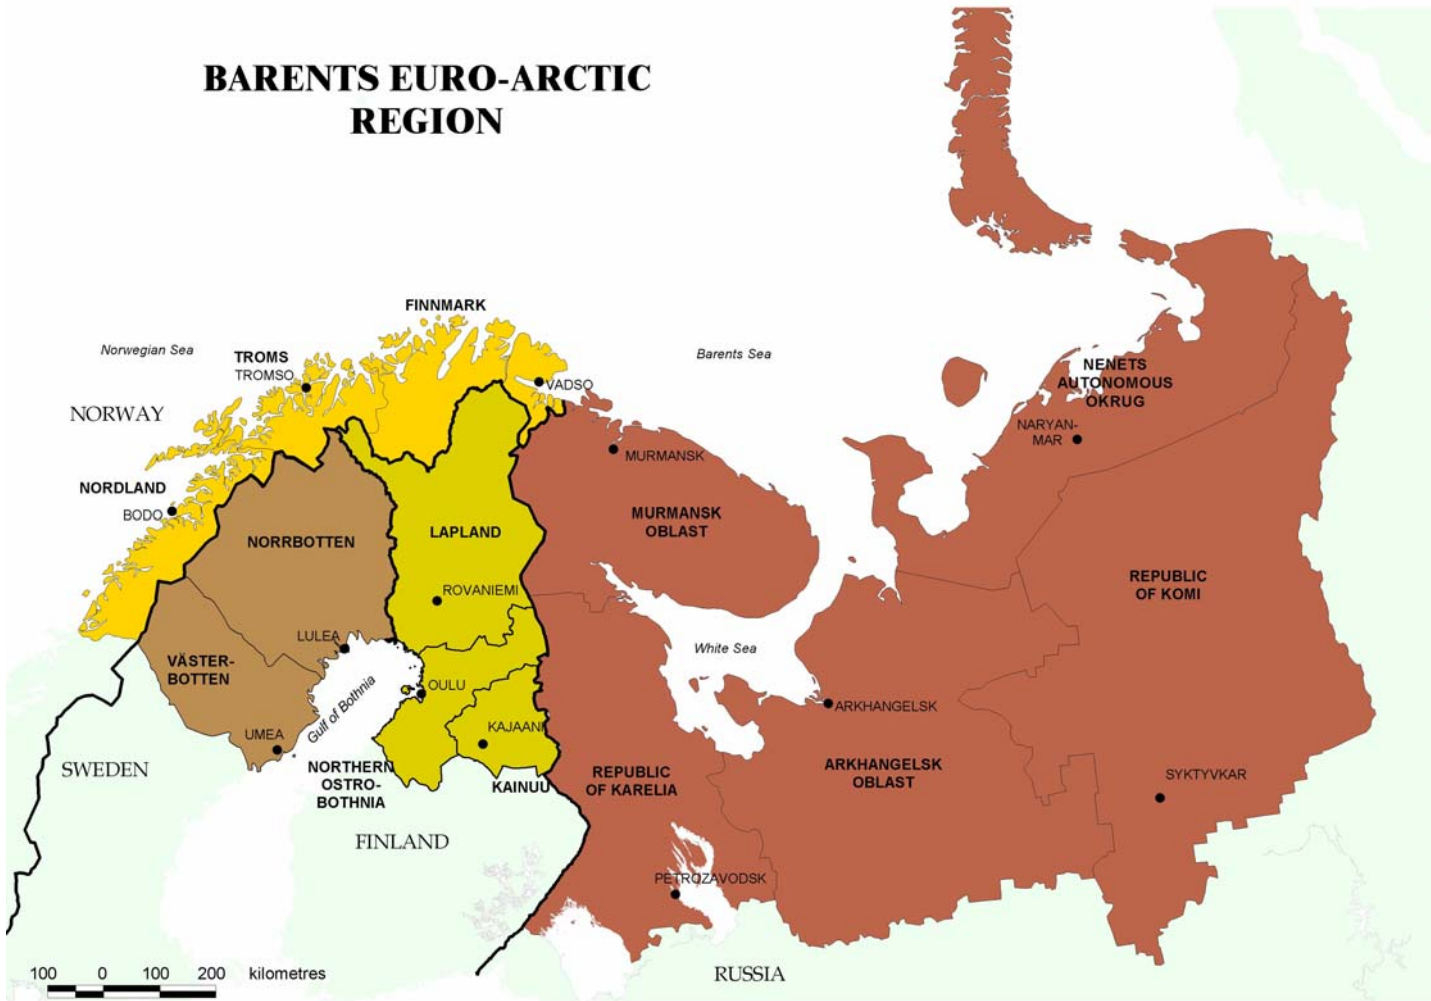 BARENTS EURO-ARCTIC
REGION
FINNMARK
Norwegian Sea
TROMS
TROMSO
Barents Sea
VADSO
NORWAY
NENETS
AUTONOMOUS
OKRUG
NARYAN-
MAR
MURMANSK
NORDLAND
BODO
MURMANSK
OBLAST
LAPLAND
NORRBOTTEN
REPUBLIC
OF KOMI
ROVANIEMI
LULEA
White Sea
VÄSTER-
BOTTEN
OULU
Gulf of Bothnia
ARKHANGELSK
KAJAANI
UMEA
SWEDEN
NORTHERN
OSTRO-
BOTHNIA
KAINUU
REPUBLIC
OF KARELIA
ARKHANGELSK
OBLAST
SYKTYVKAR
FINLAND
PETROZAVODSK
RUSSIA
100 0 100 200 kilometres